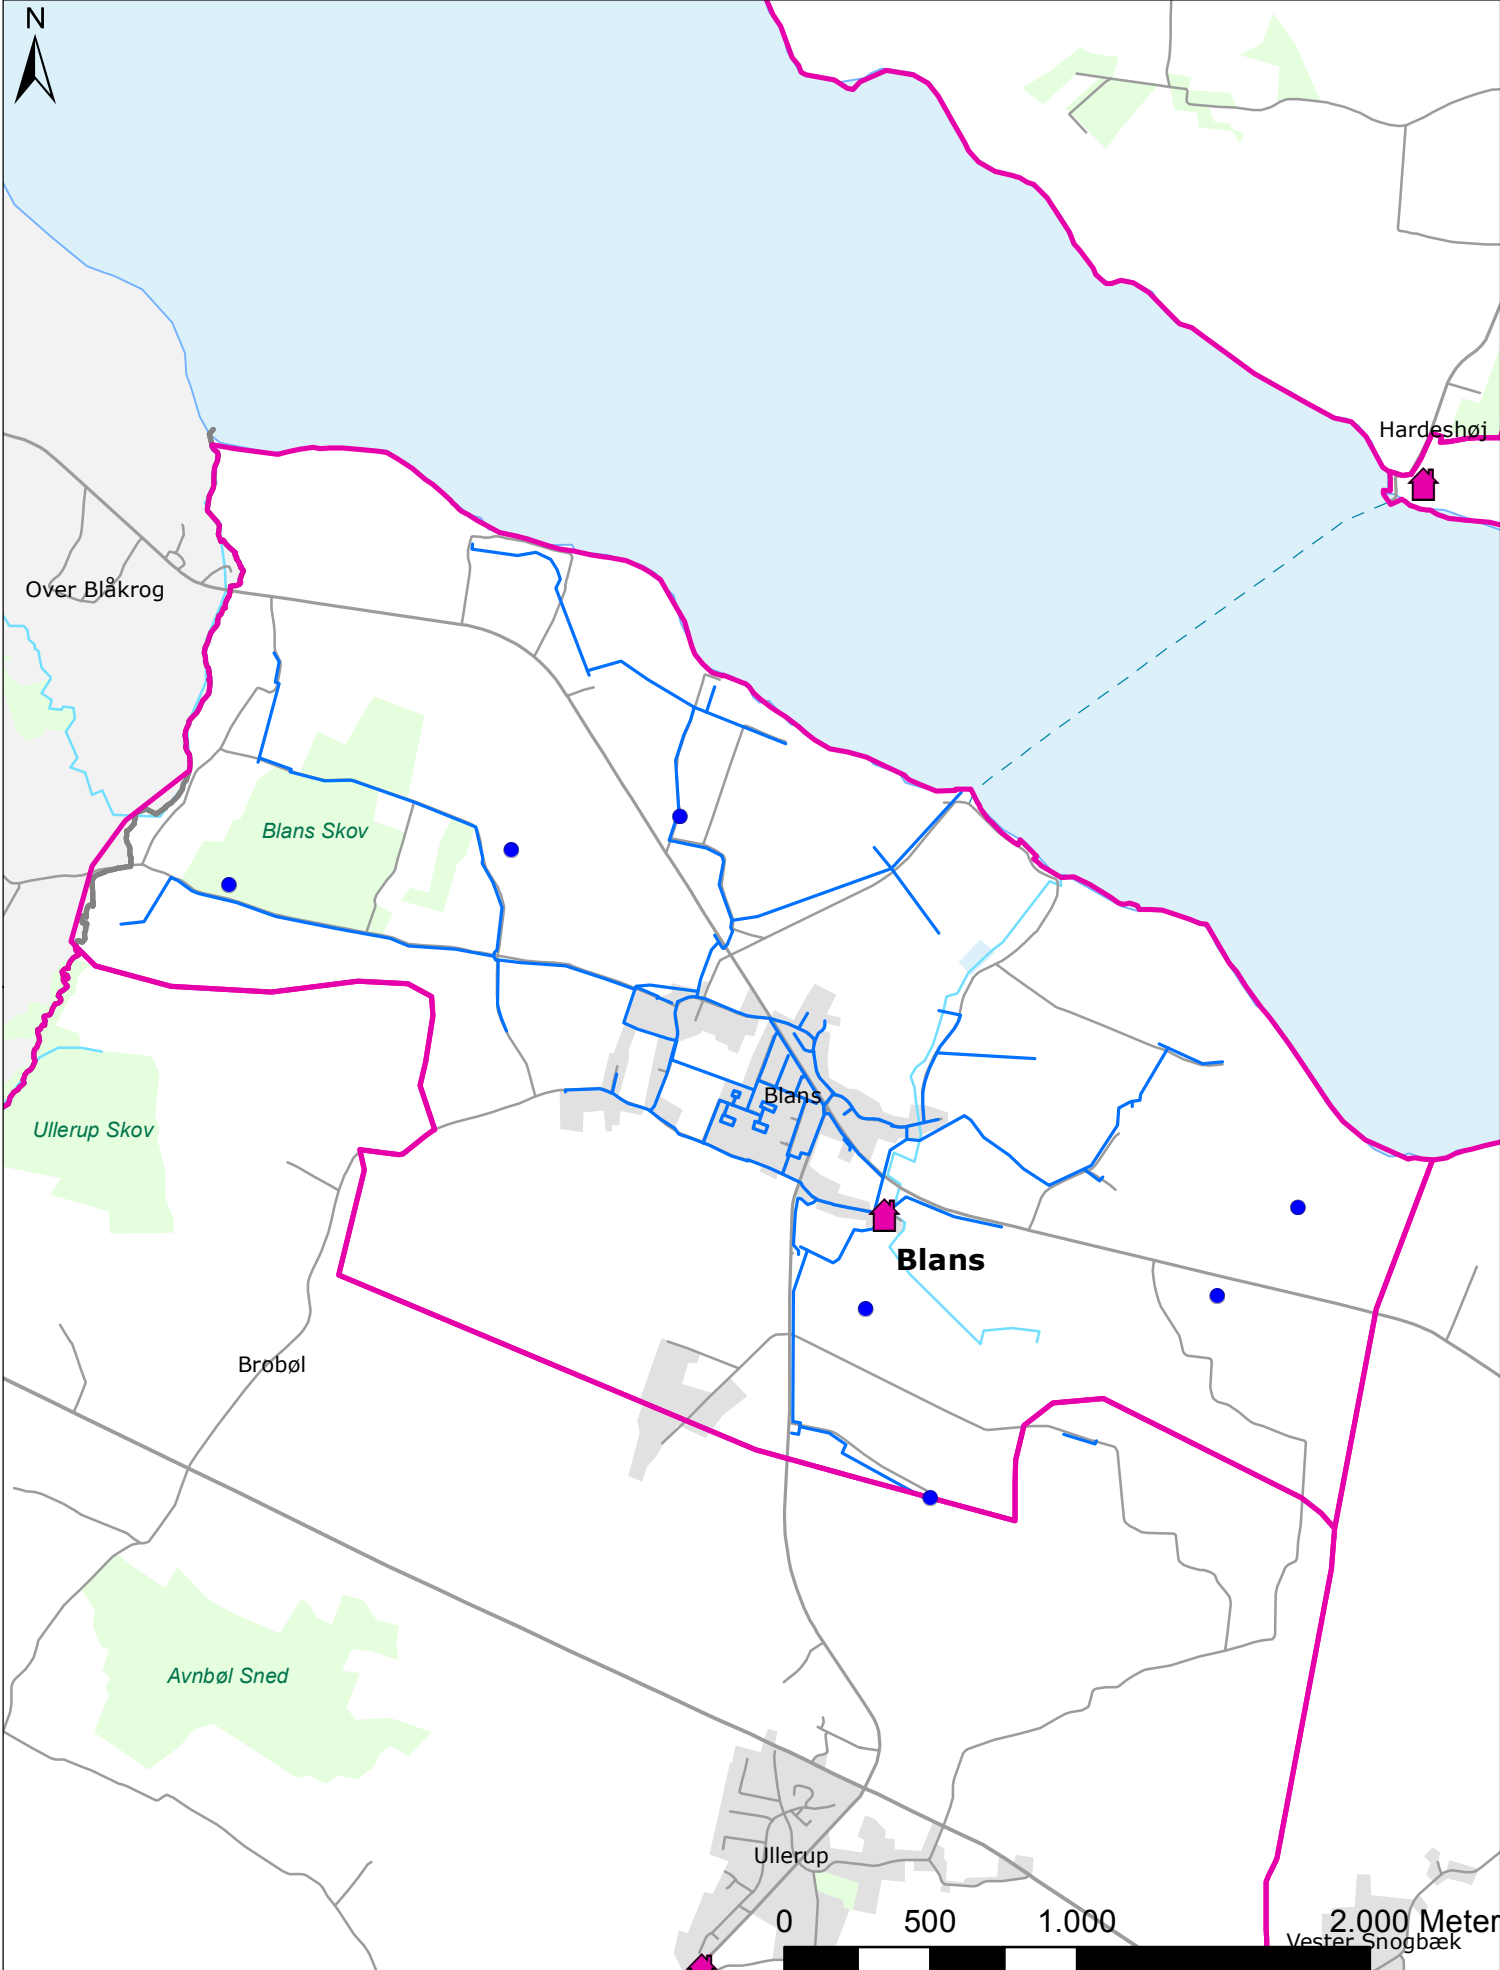 N
Hardeshøj
Over Blåkrog
Blans Skov
Blans
Ullerup Skov
Blans
Brobøl
Avnbøl Sned
Ullerup
0 500 1.000 2.000 Meter
Vester Snogbæk